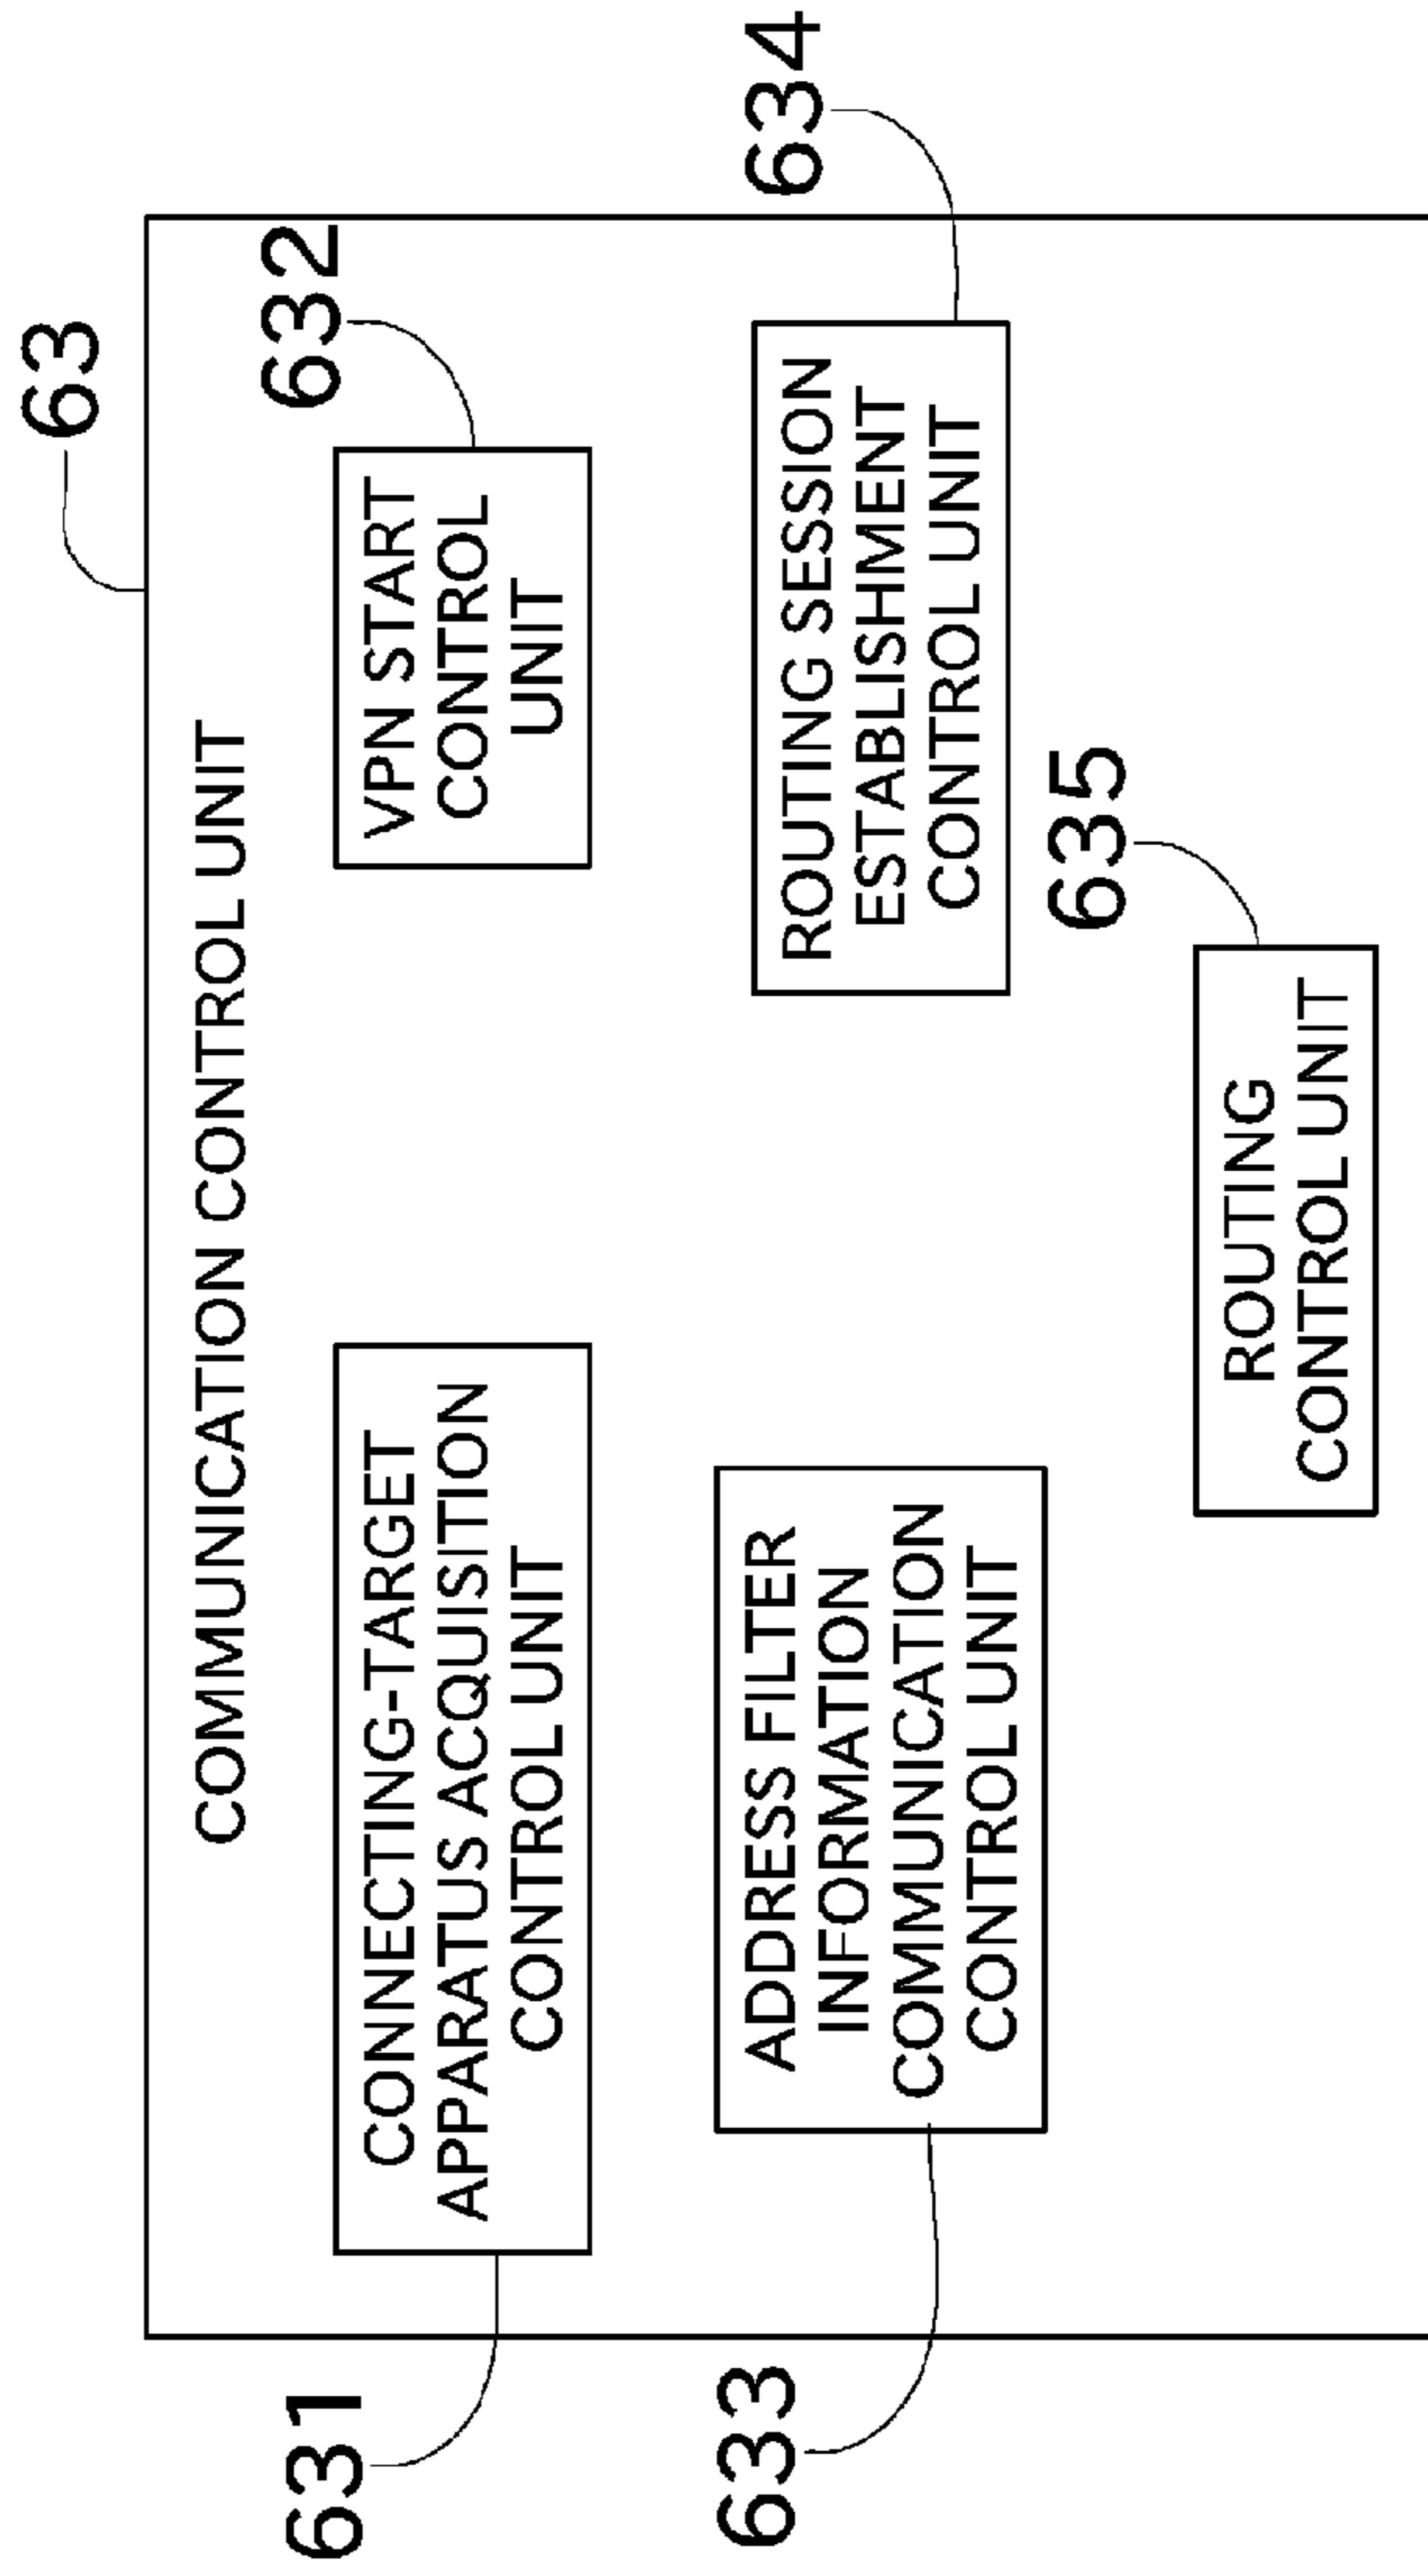 63
COMMUNICATION CONTROL UNIT
631
CONNECTING-TARGET
APPARATUS ACQUISITION
CONTROL UNIT
632
VPN START
CONTROL
UNIT
633
ADDRESS FILTER
INFORMATION
COMMUNICATION
CONTROL UNIT
634
ROUTING SESSION
ESTABLISHMENT
CONTROL UNIT
635
ROUTING
CONTROL UNIT